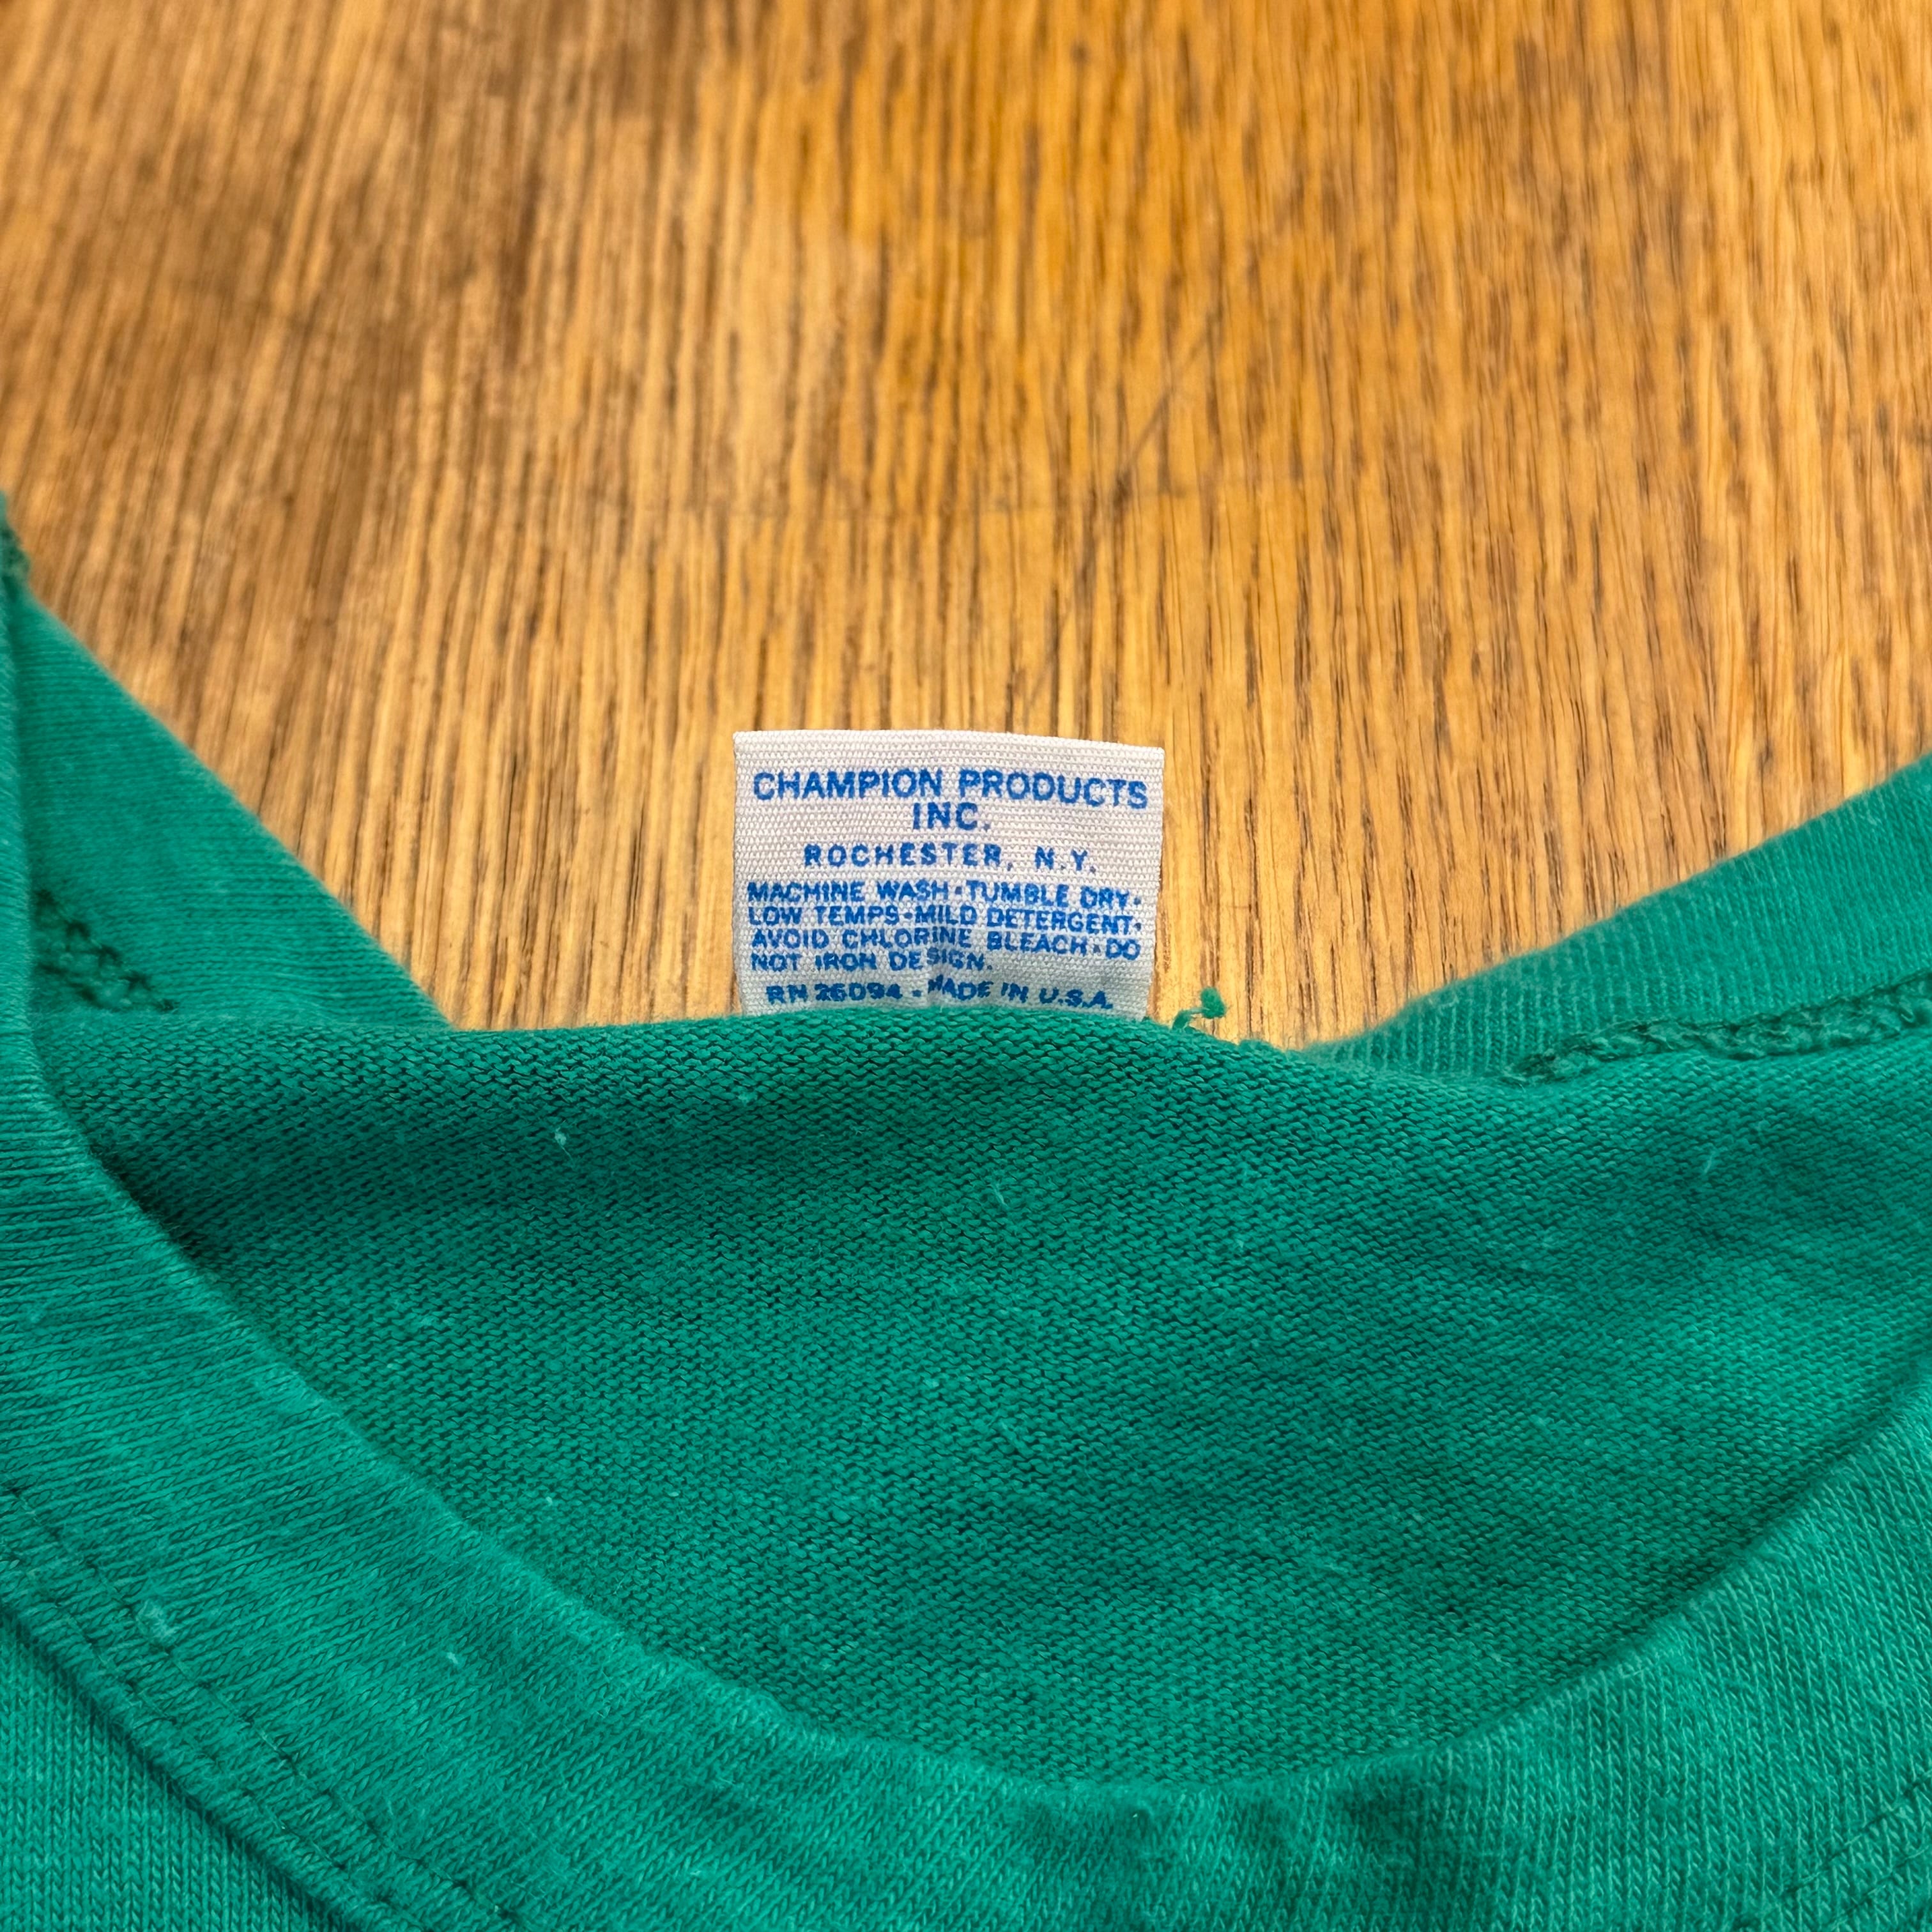 CHAMPION PRODUCTS
INC.
ROCHESTER, N.Y.
MACHINE WASH•TUMBLE DRY•
LOW TEMPS•MILD DETERGENT•
AVOID CHLORINE BLEACH•DO
NOT IRON DESIGN.
RN 26094 • MADE IN U.S.A.